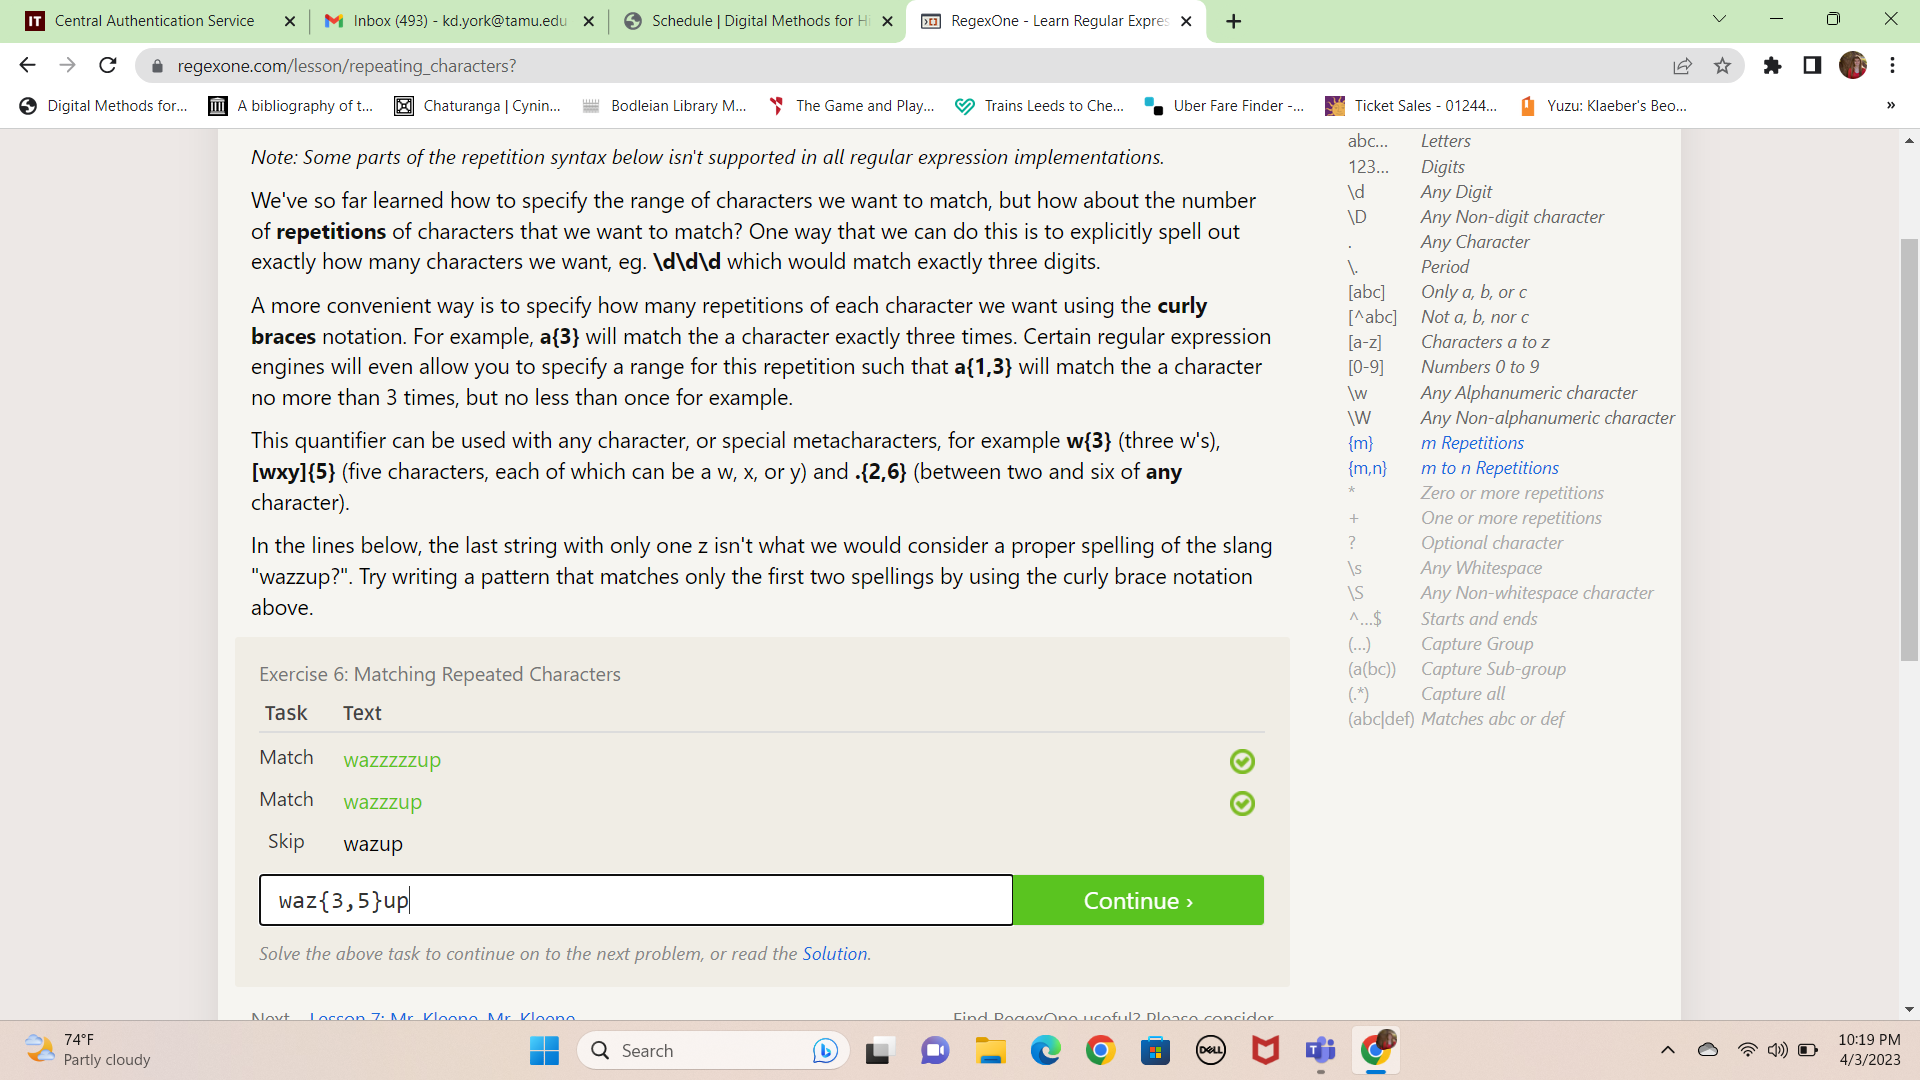 Central Authentication Service
Inbox (493) - kd.york@tamu.edu
Schedule | Digital Methods for Hi
RegexOne - Learn Regular Expres
regexone.com/lesson/repeating_characters?
Digital Methods for...
A bibliography of t...
Chaturanga | Cynin...
Bodleian Library M...
The Game and Play...
Trains Leeds to Che...
Uber Fare Finder -...
Ticket Sales - 01244...
Yuzu: Klaeber's Beo...
»
Note: Some parts of the repetition syntax below isn't supported in all regular expression implementations.
We've so far learned how to specify the range of characters we want to match, but how about the number
of repetitions of characters that we want to match? One way that we can do this is to explicitly spell out
exactly how many characters we want, eg. \d\d\d which would match exactly three digits.
A more convenient way is to specify how many repetitions of each character we want using the curly
braces notation. For example, a{3} will match the a character exactly three times. Certain regular expression
engines will even allow you to specify a range for this repetition such that a{1,3} will match the a character
no more than 3 times, but no less than once for example.
This quantifier can be used with any character, or special metacharacters, for example w{3} (three w's),
[wxy]{5} (five characters, each of which can be a w, x, or y) and .{2,6} (between two and six of any
character).
In the lines below, the last string with only one z isn't what we would consider a proper spelling of the slang
"wazzup?". Try writing a pattern that matches only the first two spellings by using the curly brace notation
above.
Exercise 6: Matching Repeated Characters
Task Text
Match wazzzzzup
Match wazzzup
Skip wazup
waz{3,5}up
Continue ›
Solve the above task to continue on to the next problem, or read the Solution.
Next Lesson 7: Mr. Kleene, Mr. Kleene
Find RegexOne useful? Please consider
abc... Letters
123... Digits
\d Any Digit
\D Any Non-digit character
. Any Character
\. Period
[abc] Only a, b, or c
[^abc] Not a, b, nor c
[a-z] Characters a to z
[0-9] Numbers 0 to 9
\w Any Alphanumeric character
\W Any Non-alphanumeric character
{m} m Repetitions
{m,n} m to n Repetitions
* Zero or more repetitions
+ One or more repetitions
? Optional character
\s Any Whitespace
\S Any Non-whitespace character
^...$ Starts and ends
(...) Capture Group
(a(bc)) Capture Sub-group
(.*) Capture all
(abc|def) Matches abc or def
74°F
Partly cloudy
Search
DELL
10:19 PM
4/3/2023